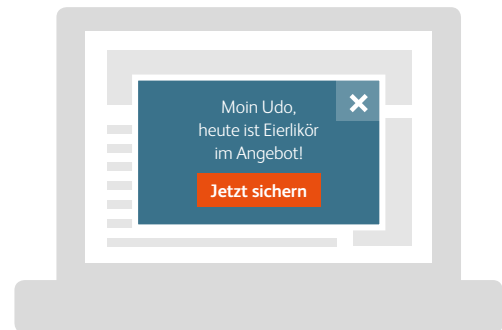 Moin Udo,
heute ist Eierlikör
im Angebot!
Jetzt sichern